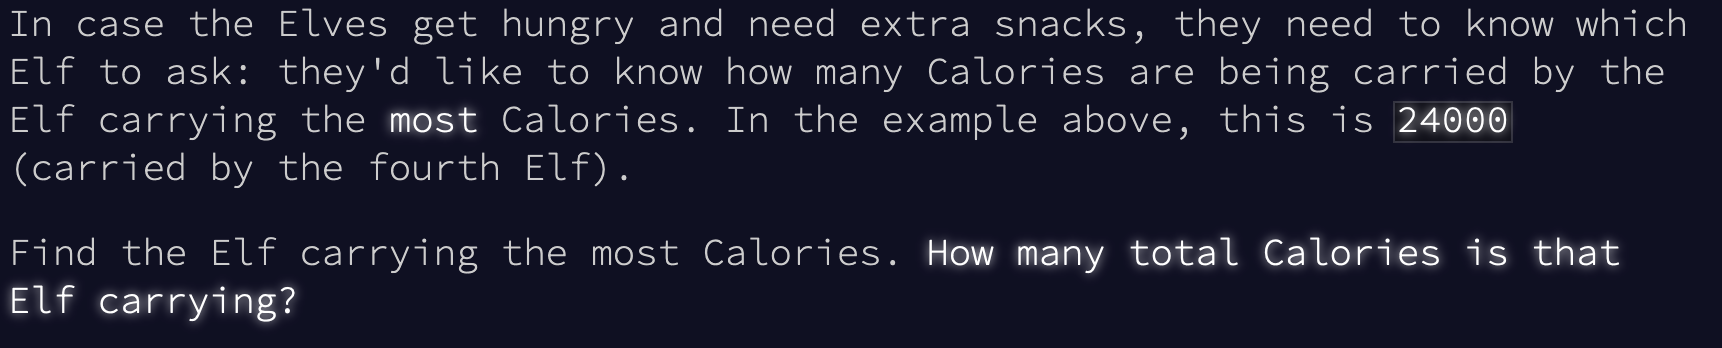 In case the Elves get hungry and need extra snacks, they need to know which
Elf to ask: they'd like to know how many Calories are being carried by the
Elf carrying the most Calories. In the example above, this is 24000
(carried by the fourth Elf).
Find the Elf carrying the most Calories. How many total Calories is that
Elf carrying?